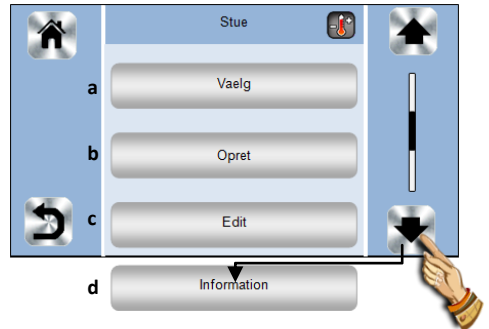 Stue
a Vaelg
b Opret
c Edit
d Information